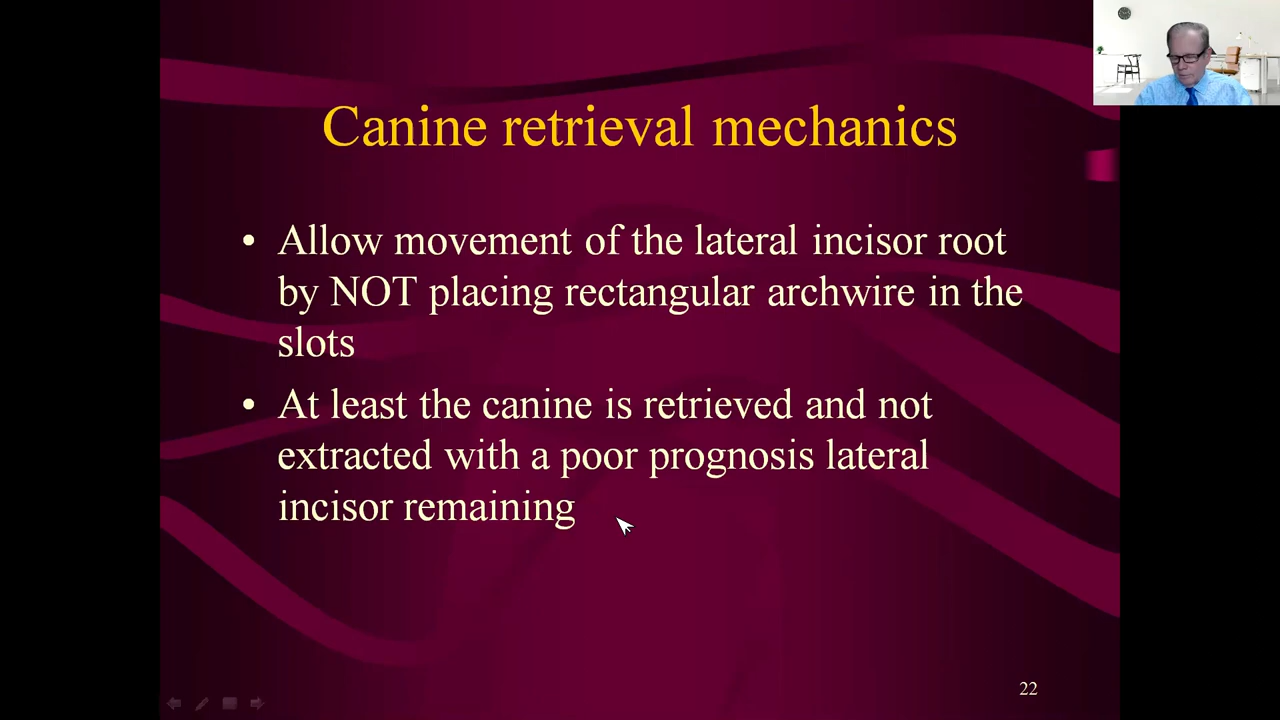 Canine retrieval mechanics
• Allow movement of the lateral incisor root
by NOT placing rectangular archwire in the
slots
• At least the canine is retrieved and not
extracted with a poor prognosis lateral
incisor remaining
22